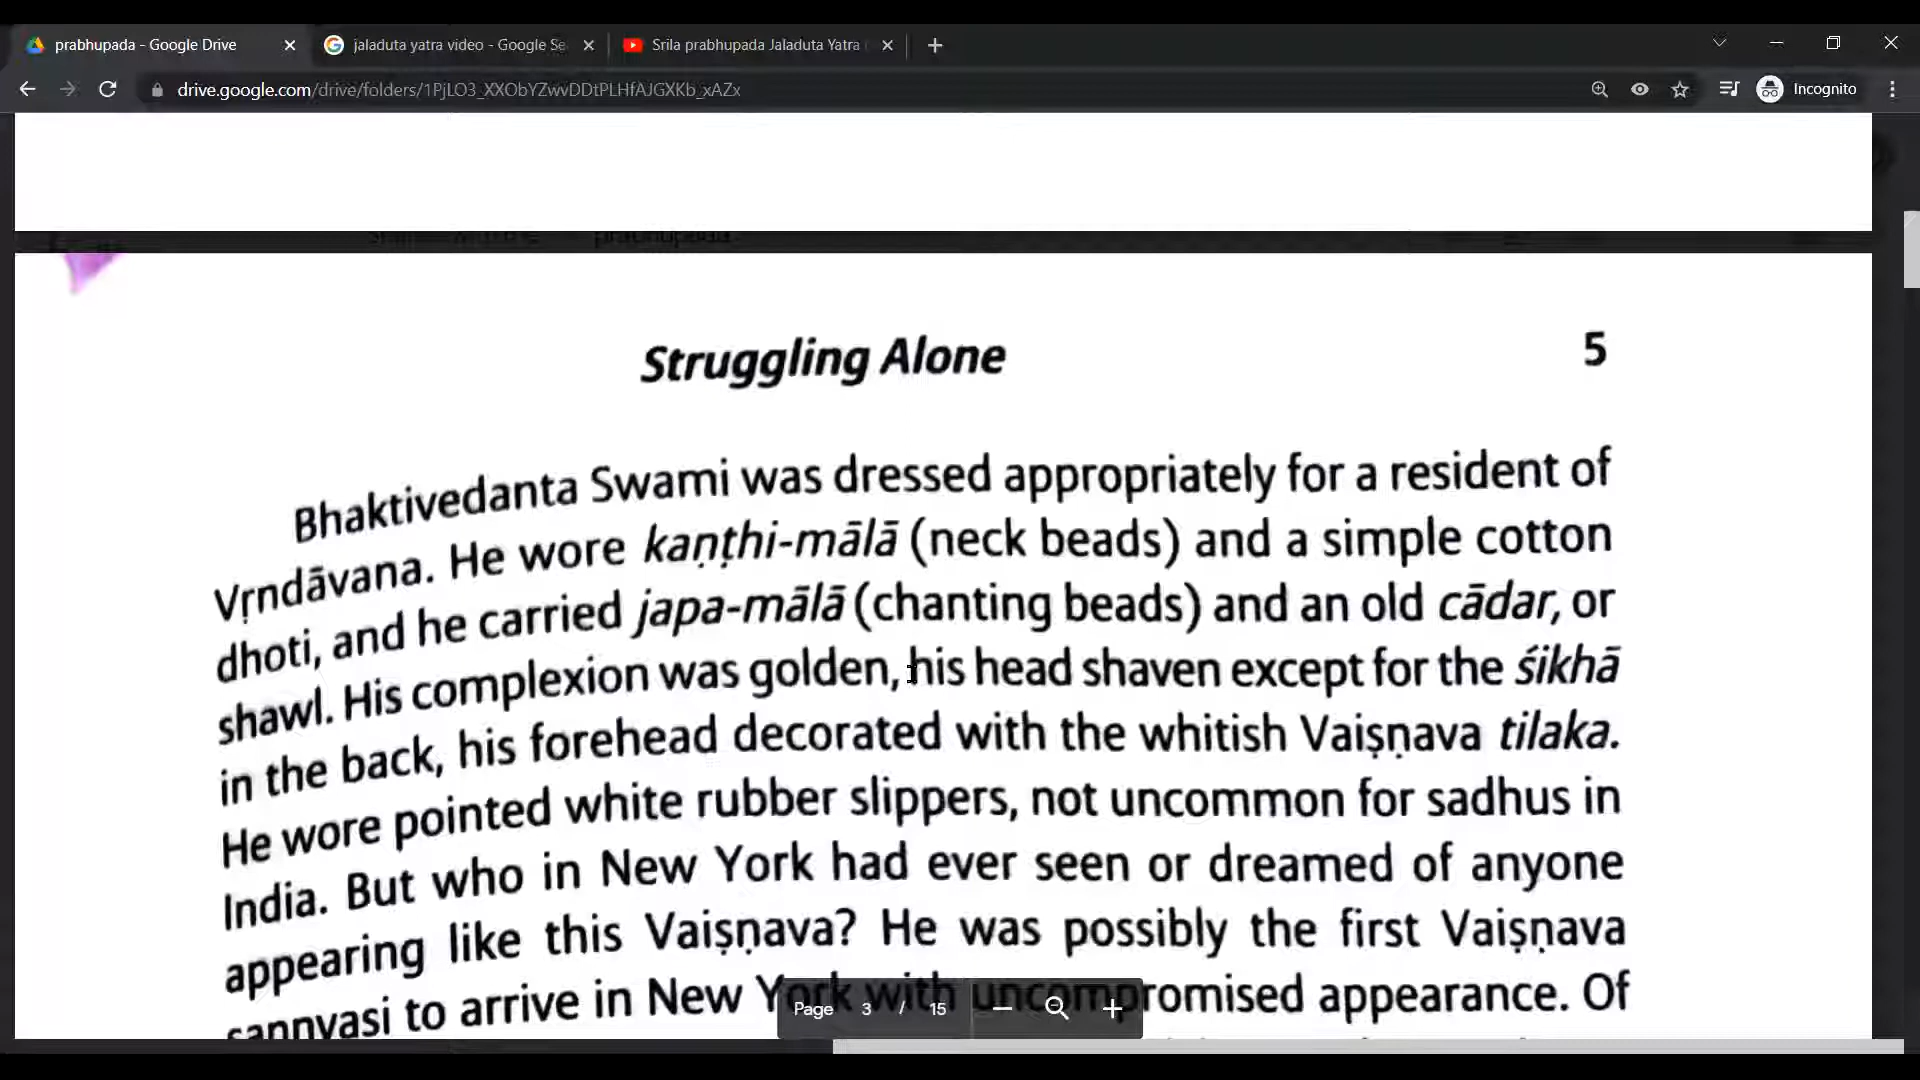 prabhupada - Google Drive
jaladuta yatra video - Google Se
Srila prabhupada Jaladuta Yatra
drive.google.com/drive/folders/1PjLO3_XXObYZwvDDtPLHfAJGXKb_xAZx
Incognito
prabhupada
Struggling Alone
5
Bhaktivedanta Swami was dressed appropriately for a resident of
Vṛndāvana. He wore kaṇṭhi-mālā (neck beads) and a simple cotton
dhoti, and he carried japa-mālā (chanting beads) and an old cādar, or
shawl. His complexion was golden, his head shaven except for the śikhā
in the back, his forehead decorated with the whitish Vaiṣṇava tilaka.
He wore pointed white rubber slippers, not uncommon for sadhus in
India. But who in New York had ever seen or dreamed of anyone
appearing like this Vaiṣṇava? He was possibly the first Vaiṣṇava
sannyasi to arrive in New York with uncompromised appearance. Of
Page 3 / 15